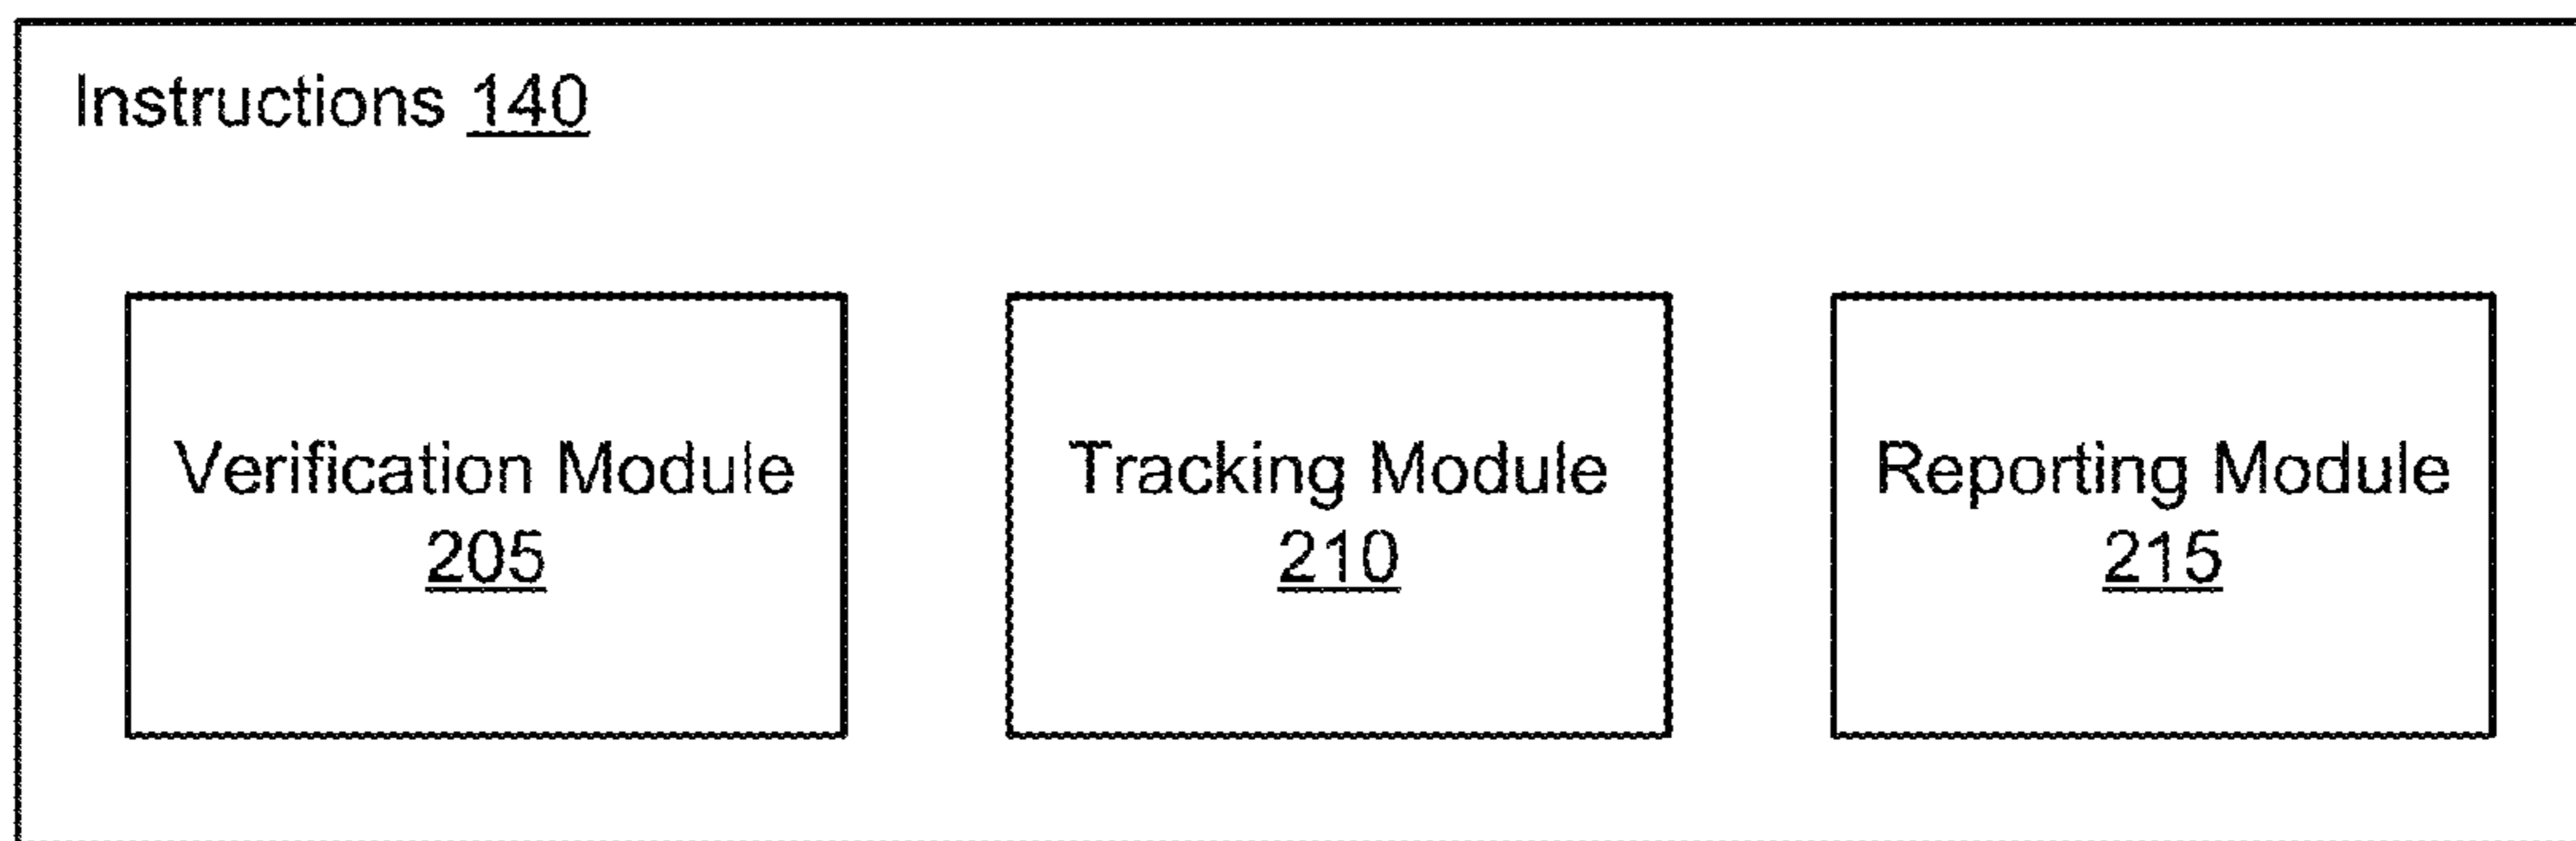 Instructions 140
Verification Module
205
Tracking Module
210
Reporting Module
215